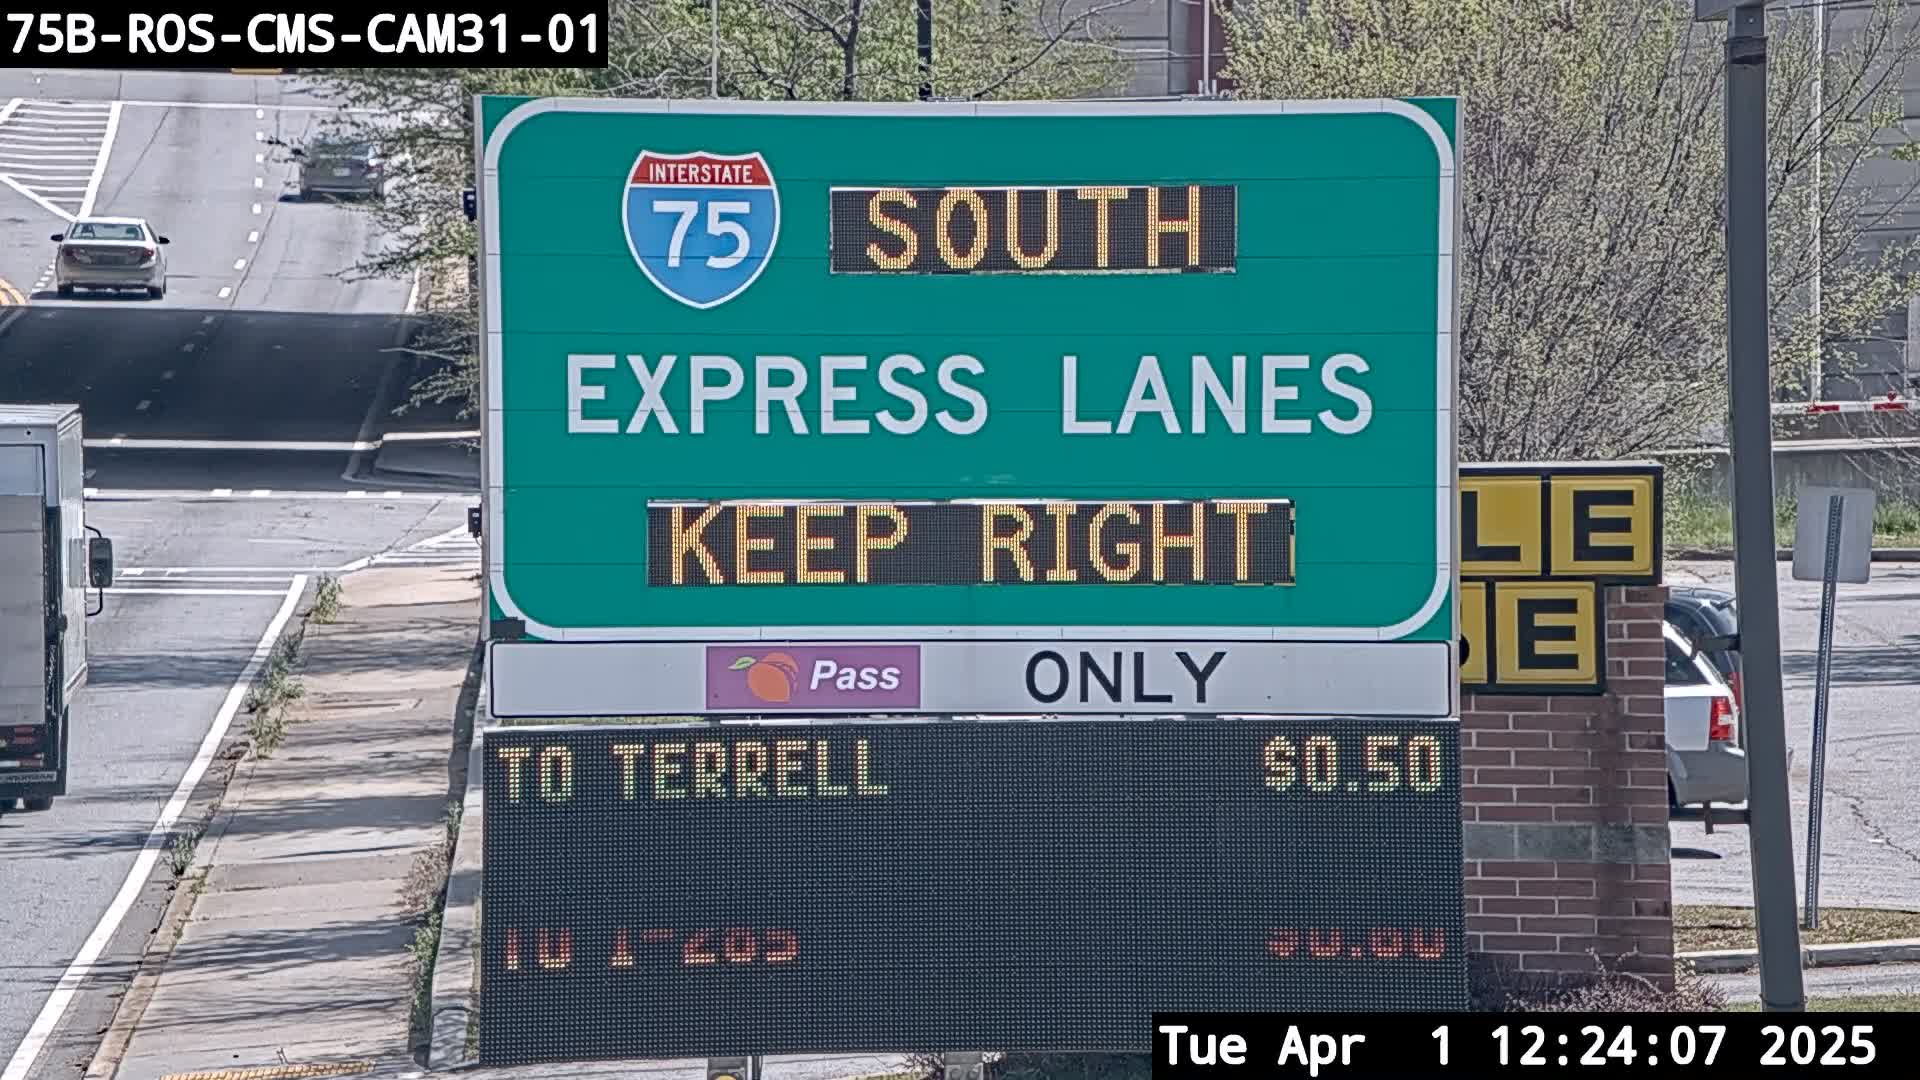 75B-ROS-CMS-CAM31-01
INTERSTATE
75
SOUTH
EXPRESS LANES
KEEP RIGHT
Pass ONLY
TO TERRELL $0.50
LE
E
Tue Apr 1 12:24:07 2025